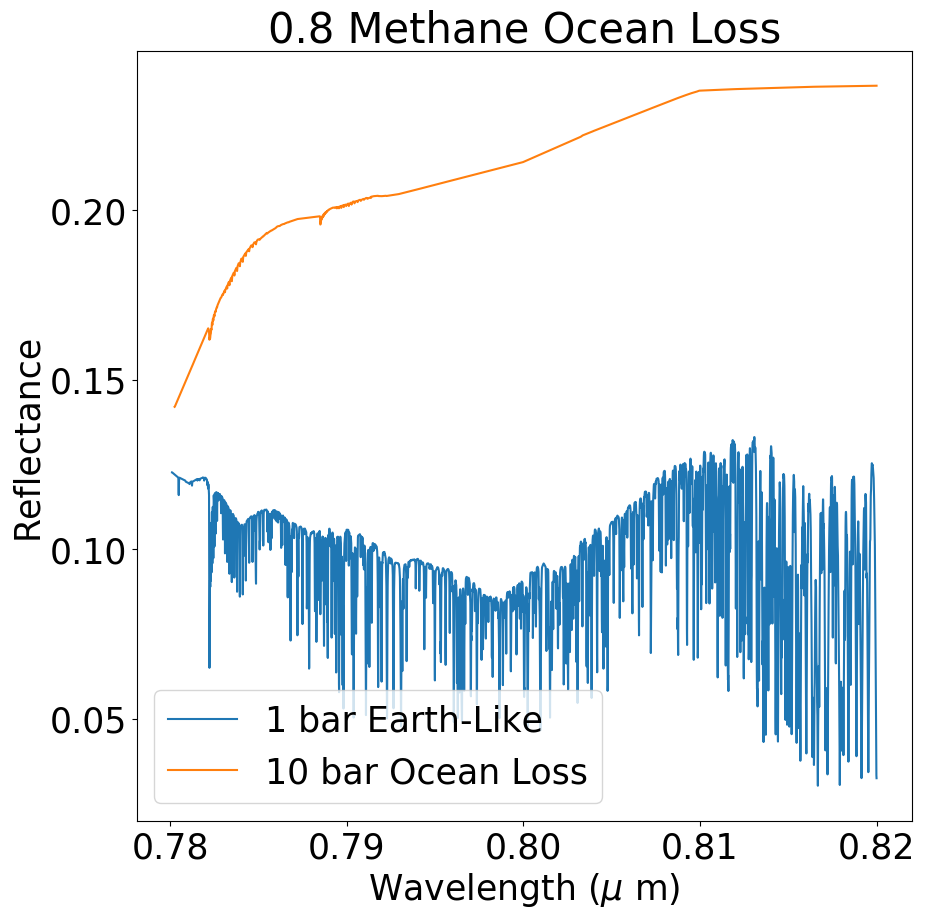 0.8 Methane Ocean Loss
Reflectance
0.20
0.15
0.10
0.05
1 bar Earth-Like
10 bar Ocean Loss
0.78 0.79 0.80 0.81 0.82
Wavelength (μ m)